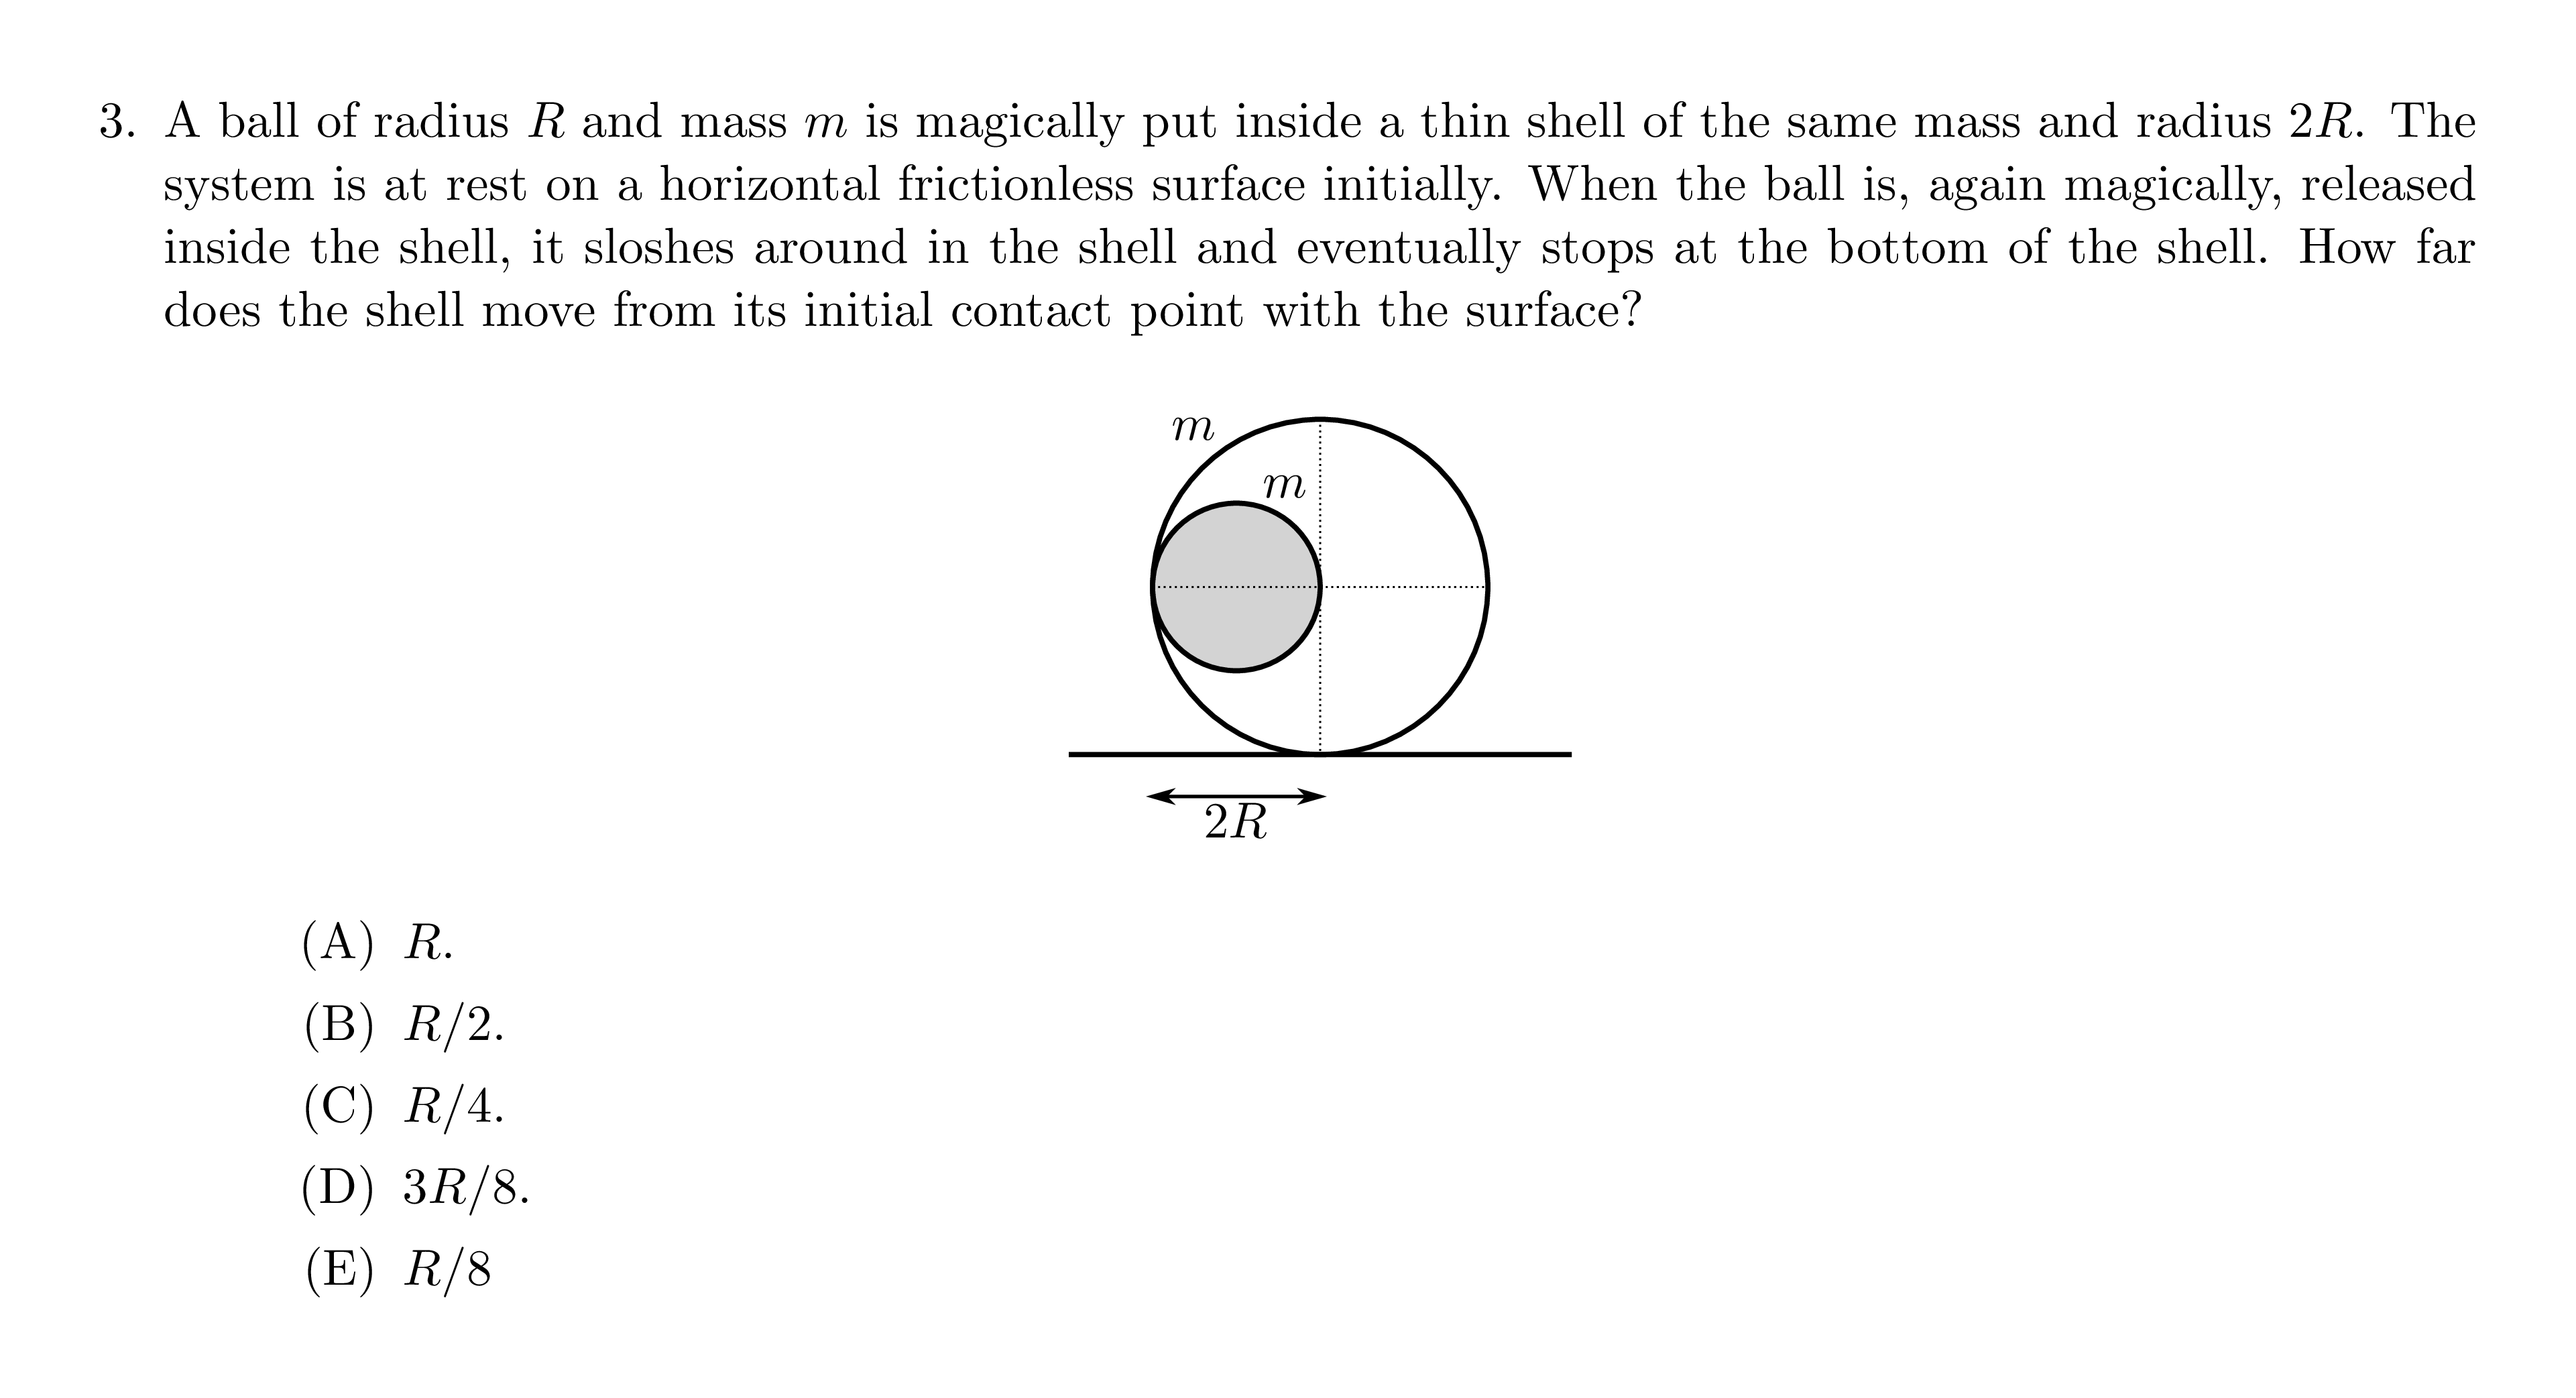 3. A ball of radius R and mass m is magically put inside a thin shell of the same mass and radius 2R. The
system is at rest on a horizontal frictionless surface initially. When the ball is, again magically, released
inside the shell, it sloshes around in the shell and eventually stops at the bottom of the shell. How far
does the shell move from its initial contact point with the surface?
m
m
2R
(A) R.
(B) R/2.
(C) R/4.
(D) 3R/8.
(E) R/8